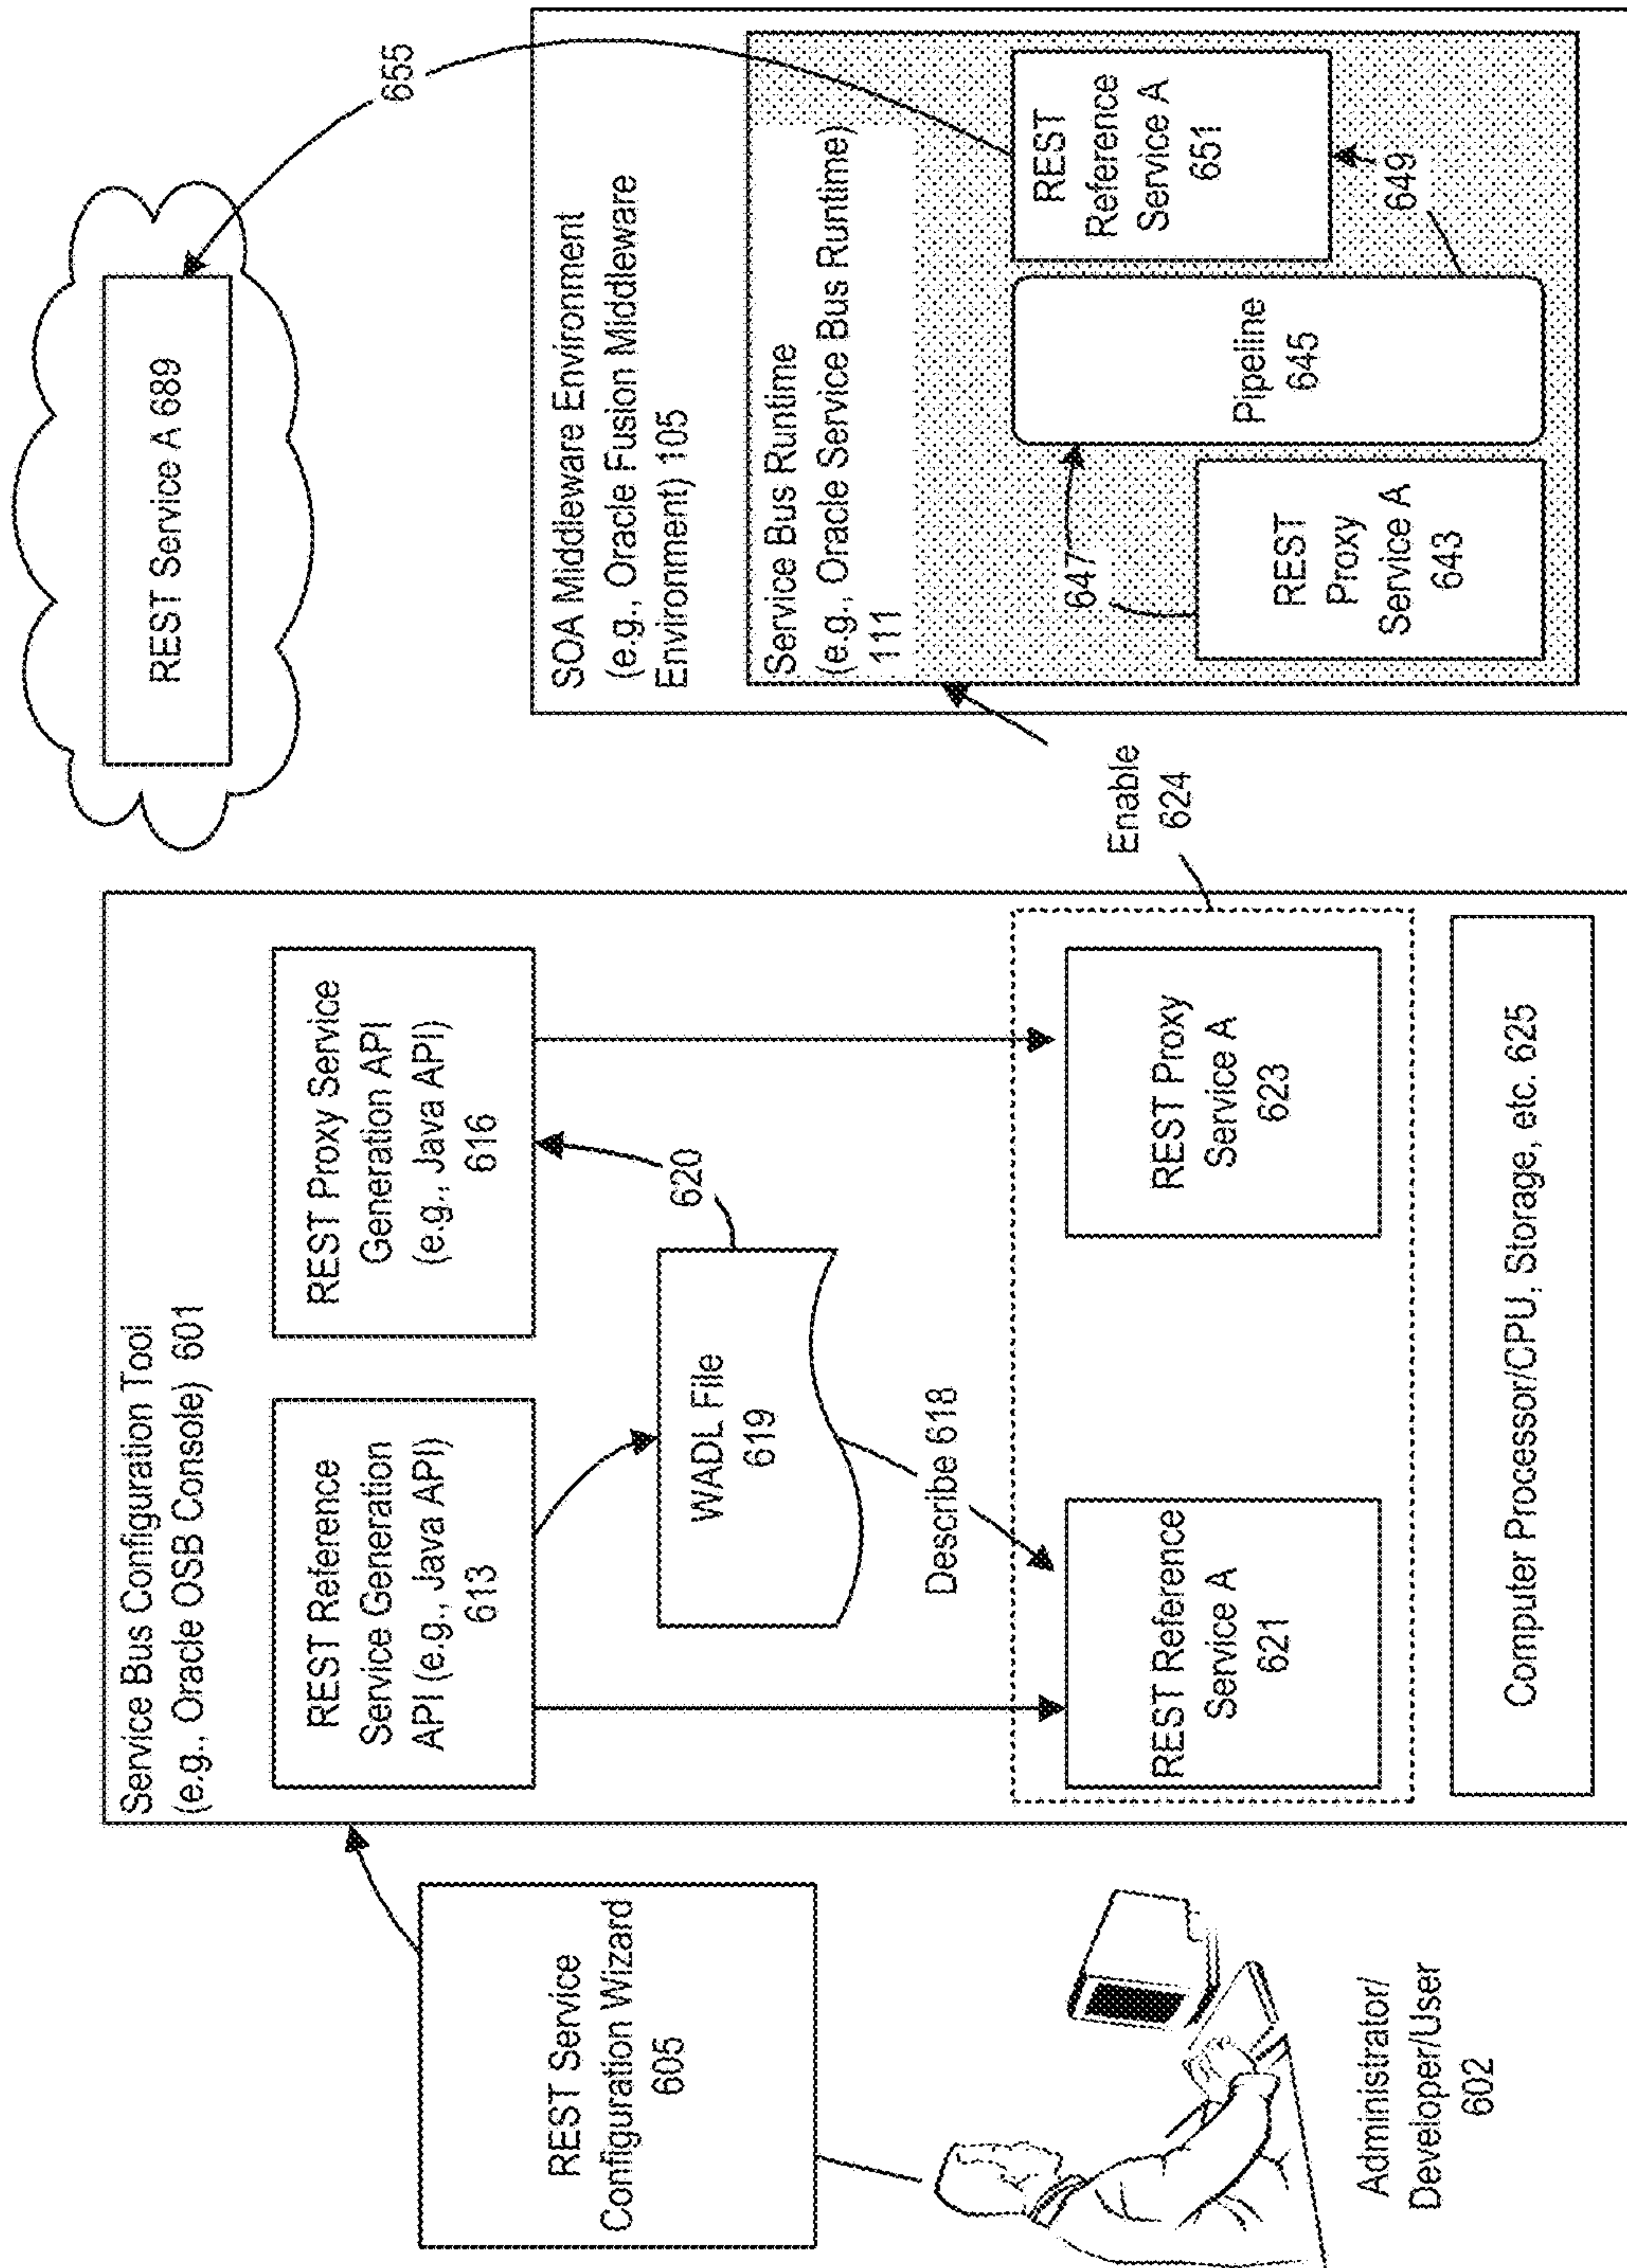 REST Service
Configuration Wizard
605
Administrator/
Developer/User
602
Service Bus Configuration Tool
(e.g., Oracle OSB Console) 601
REST Reference
Service Generation
API (e.g., Java API)
613
REST Proxy Service
Generation API
(e.g., Java API)
616
WADL File
619
620
Describe 618
REST Reference
Service A
621
REST Proxy
Service A
623
Computer Processor/CPU, Storage, etc. 625
Enable
624
REST Service A 689
655
SOA Middleware Environment
(e.g., Oracle Fusion Middleware
Environment) 105
Service Bus Runtime
(e.g., Oracle Service Bus Runtime)
111
647
REST
Proxy
Service A
643
Pipeline
645
REST
Reference
Service A
651
649